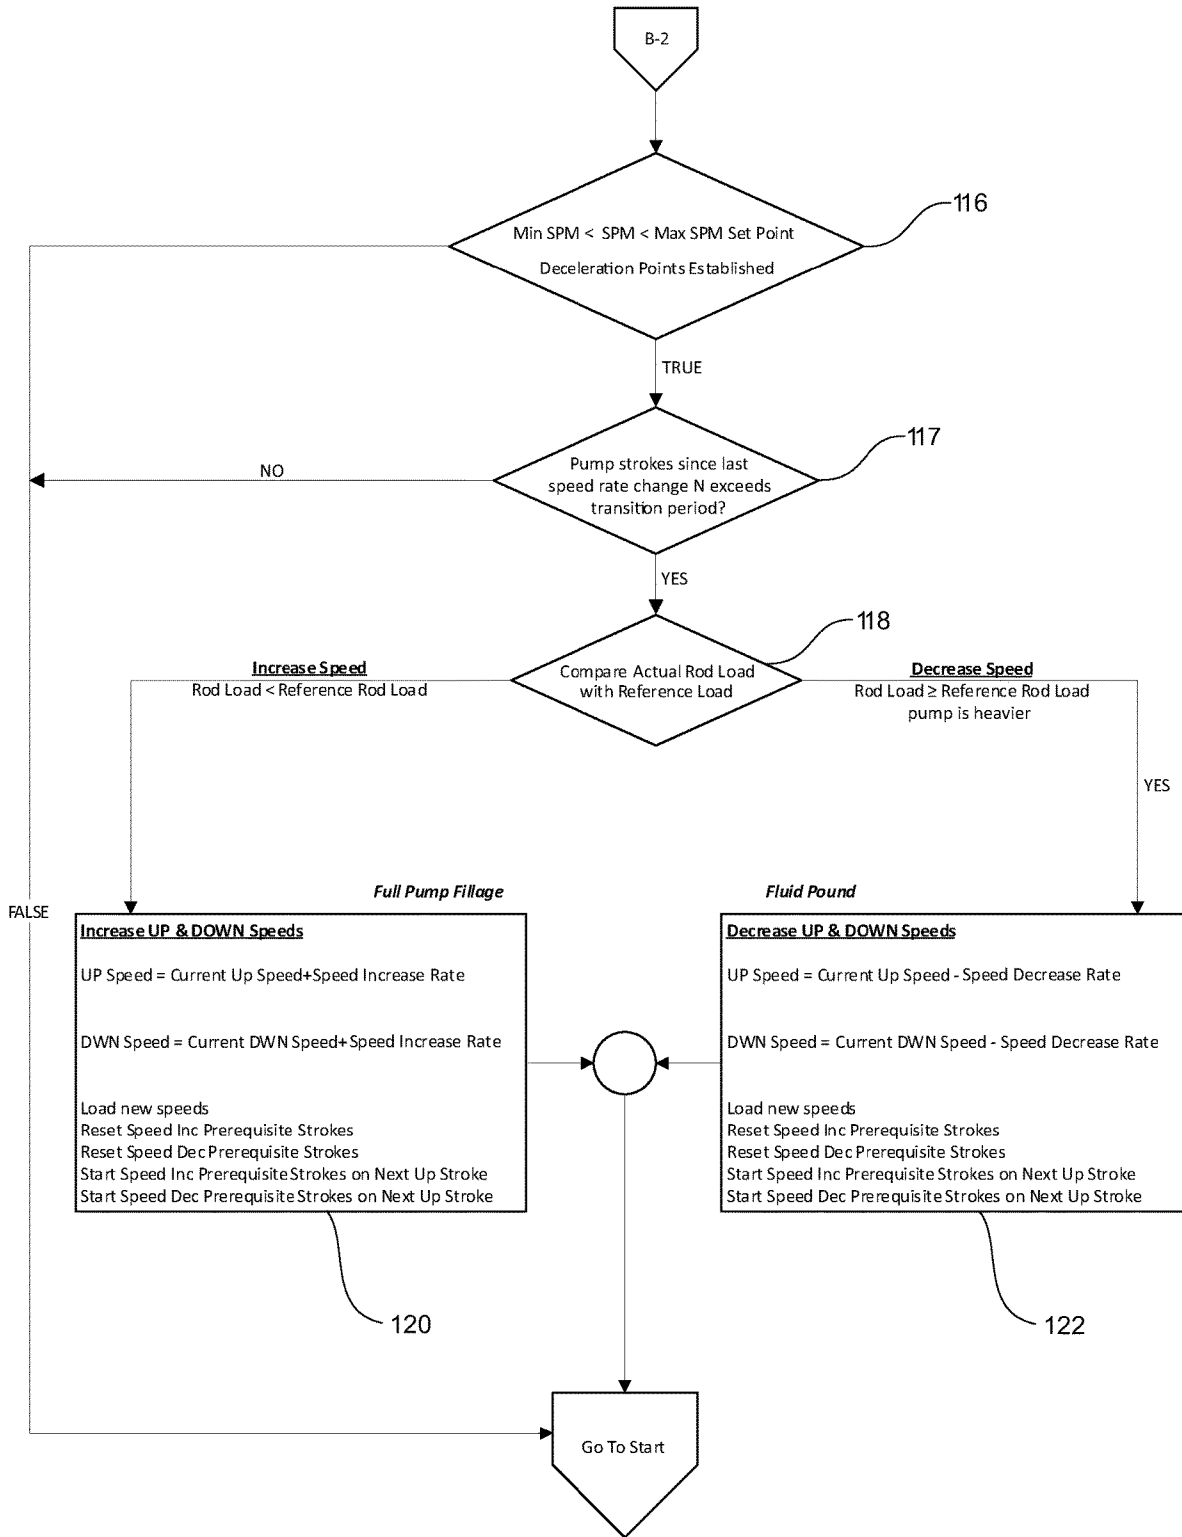 B-2
116
Min SPM < SPM < Max SPM Set Point
Deceleration Points Established
TRUE
117
Pump strokes since last
speed rate change N exceeds
transition period?
NO
YES
118
Compare Actual Rod Load
with Reference Load
Increase Speed
Rod Load < Reference Rod Load
Decrease Speed
Rod Load ≥ Reference Rod Load
pump is heavier
YES
Full Pump Fillage
Fluid Pound
FALSE
Increase UP & DOWN Speeds
UP Speed = Current Up Speed+Speed Increase Rate
DWN Speed = Current DWN Speed+Speed Increase Rate
Load new speeds
Reset Speed Inc Prerequisite Strokes
Reset Speed Dec Prerequisite Strokes
Start Speed Inc Prerequisite Strokes on Next Up Stroke
Start Speed Dec Prerequisite Strokes on Next Up Stroke
Decrease UP & DOWN Speeds
UP Speed = Current Up Speed - Speed Decrease Rate
DWN Speed = Current DWN Speed - Speed Decrease Rate
Load new speeds
Reset Speed Inc Prerequisite Strokes
Reset Speed Dec Prerequisite Strokes
Start Speed Inc Prerequisite Strokes on Next Up Stroke
Start Speed Dec Prerequisite Strokes on Next Up Stroke
120
122
Go To Start